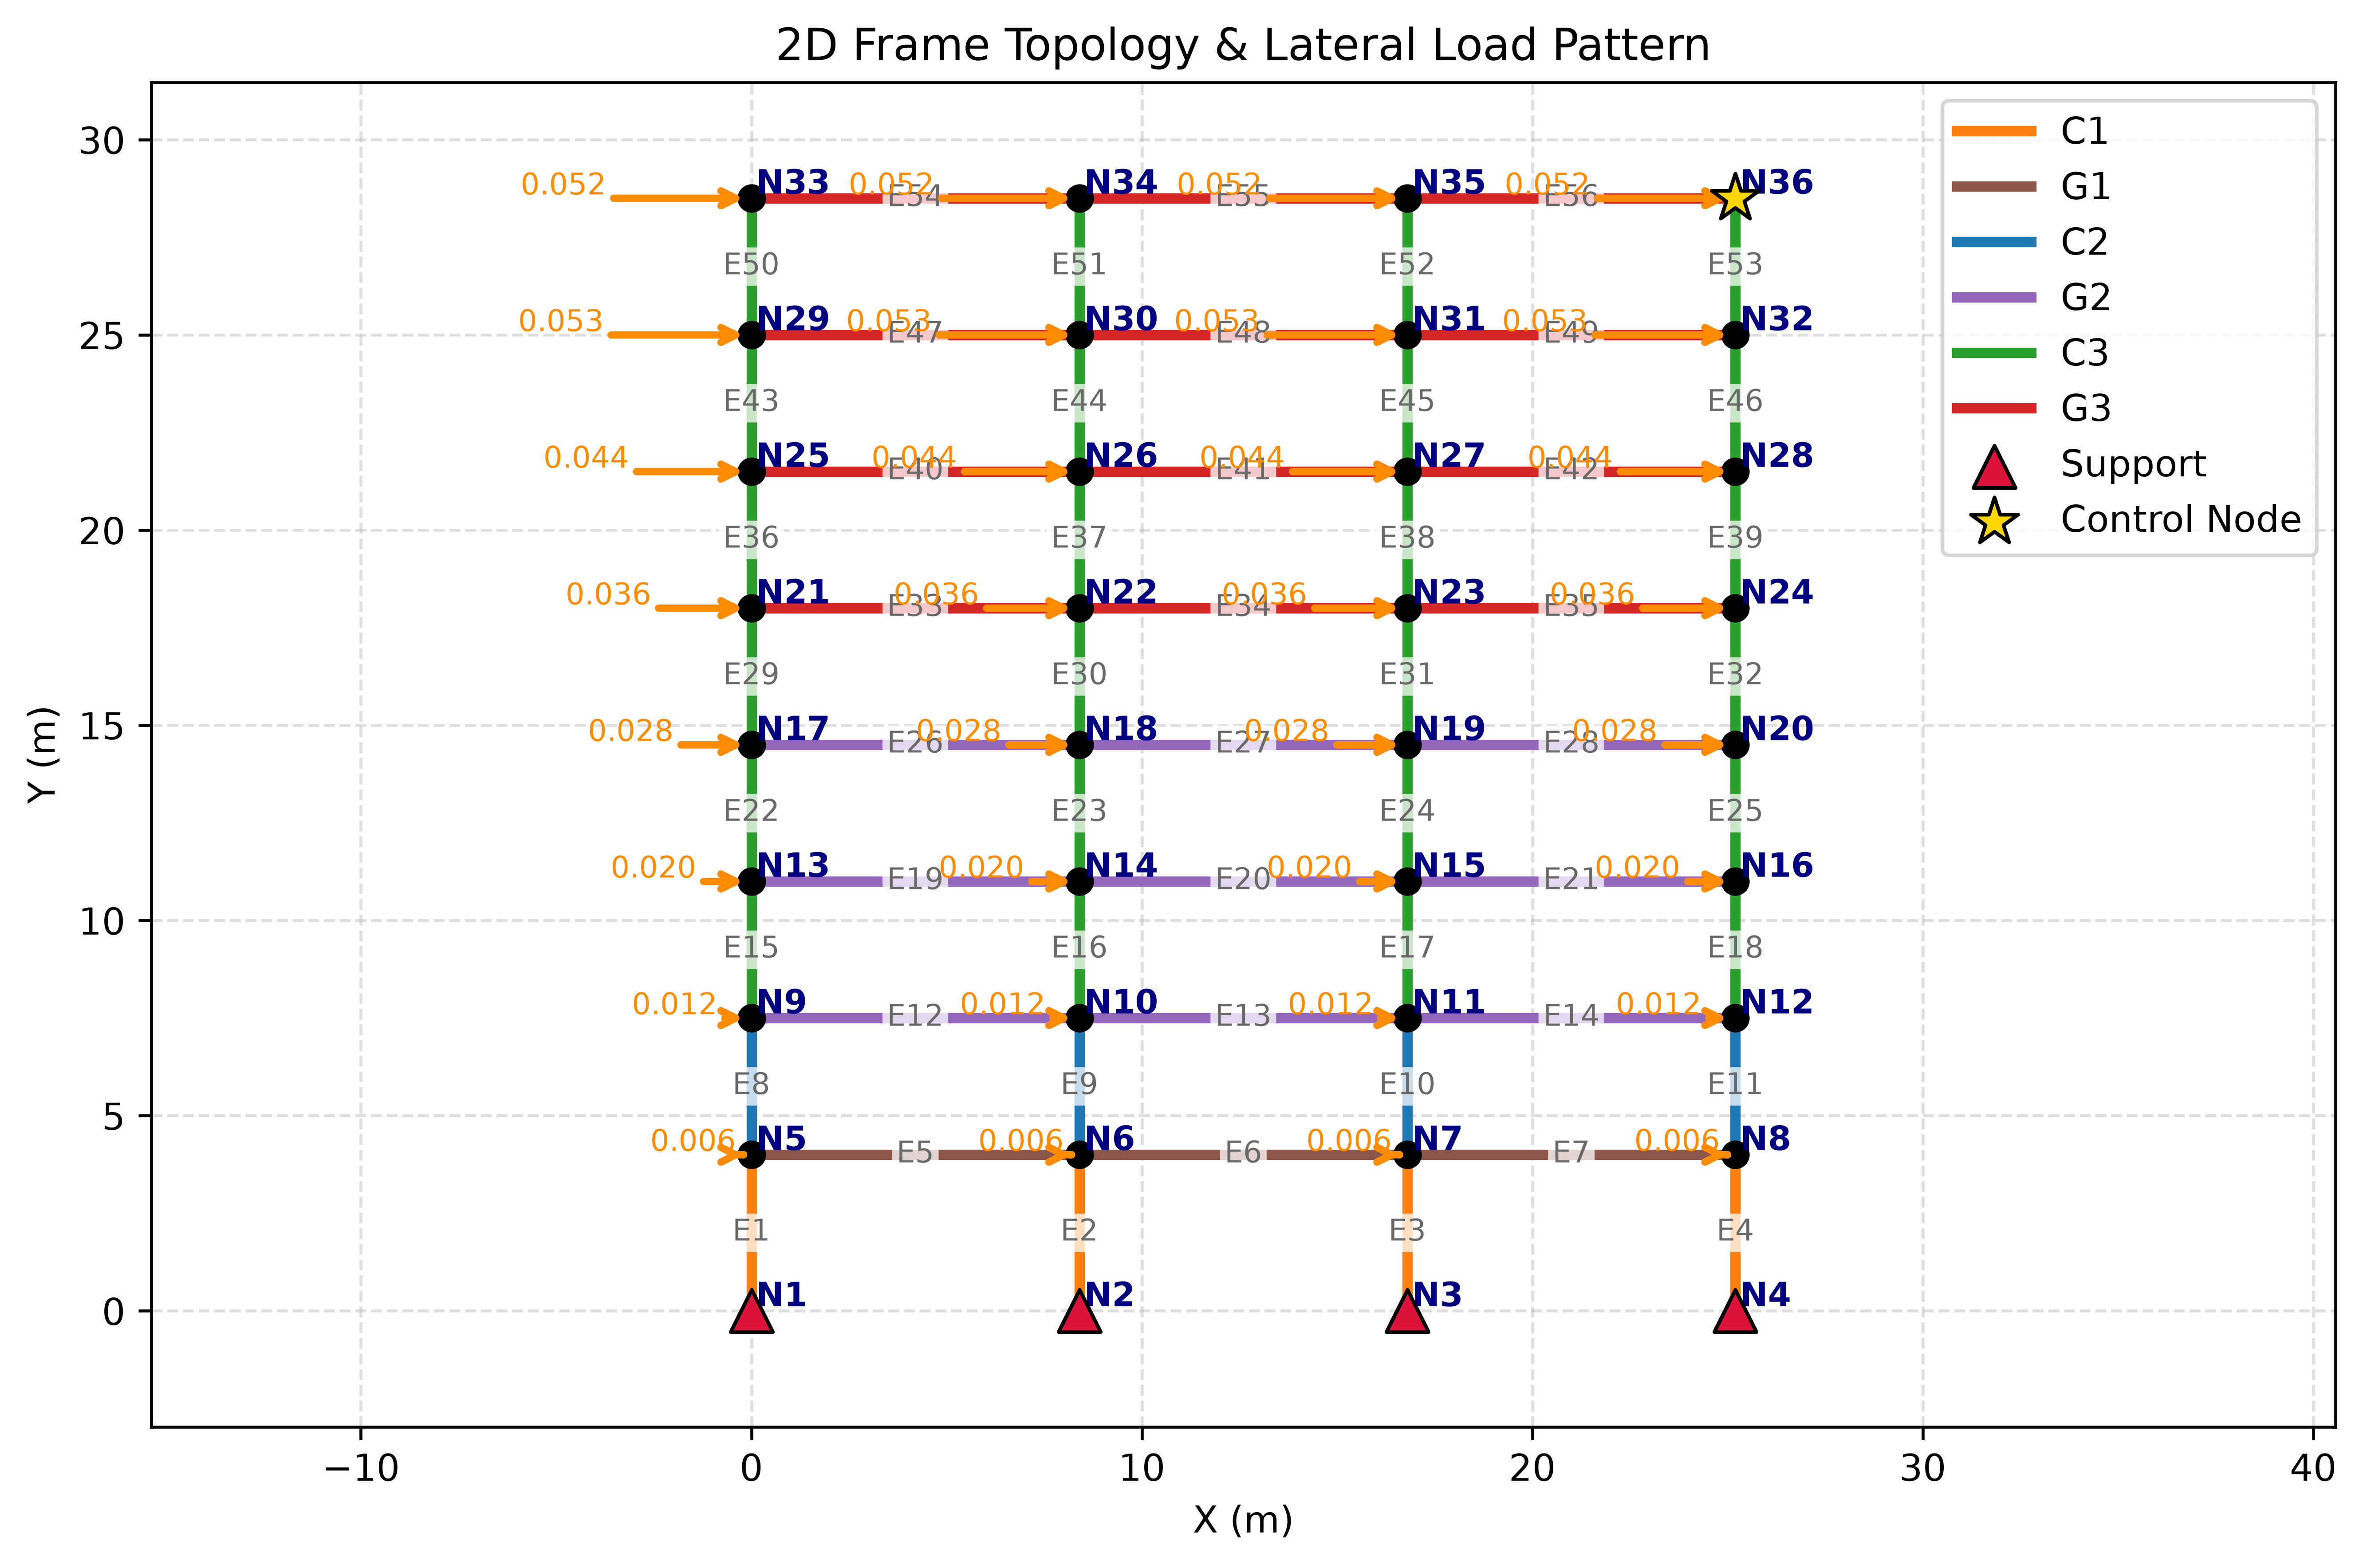 2D Frame Topology & Lateral Load Pattern
Y (m)
30
25
20
15
10
5
0
0.052 N33 0.052 E54 N34 0.052 E55 N35 0.052 E56 N36
E50 E51 E52 E53
0.053 N29 0.053 E47 N30 0.053 E48 N31 0.053 E49 N32
E43 E44 E45 E46
0.044 N25 0.044 E40 N26 0.044 E41 N27 0.044 E42 N28
E36 E37 E38 E39
0.036 N21 0.036 E33 N22 0.036 E34 N23 0.036 E35 N24
E29 E30 E31 E32
0.028 N17 E26 0.028 N18 E27 0.028 N19 E28 0.028 N20
E22 E23 E24 E25
0.020 N13 E19 0.020 N14 E20 0.020 N15 E21 0.020 N16
E15 E16 E17 E18
0.012 N9 E12 0.012 N10 E13 0.012 N11 E14 0.012 N12
E8 E9 E10 E11
0.006 N5 E5 0.006 N6 E6 0.006 N7 E7 0.006 N8
E1 E2 E3 E4
N1 N2 N3 N4
−10 0 10 20 30 40
X (m)
C1
G1
C2
G2
C3
G3
Support
Control Node